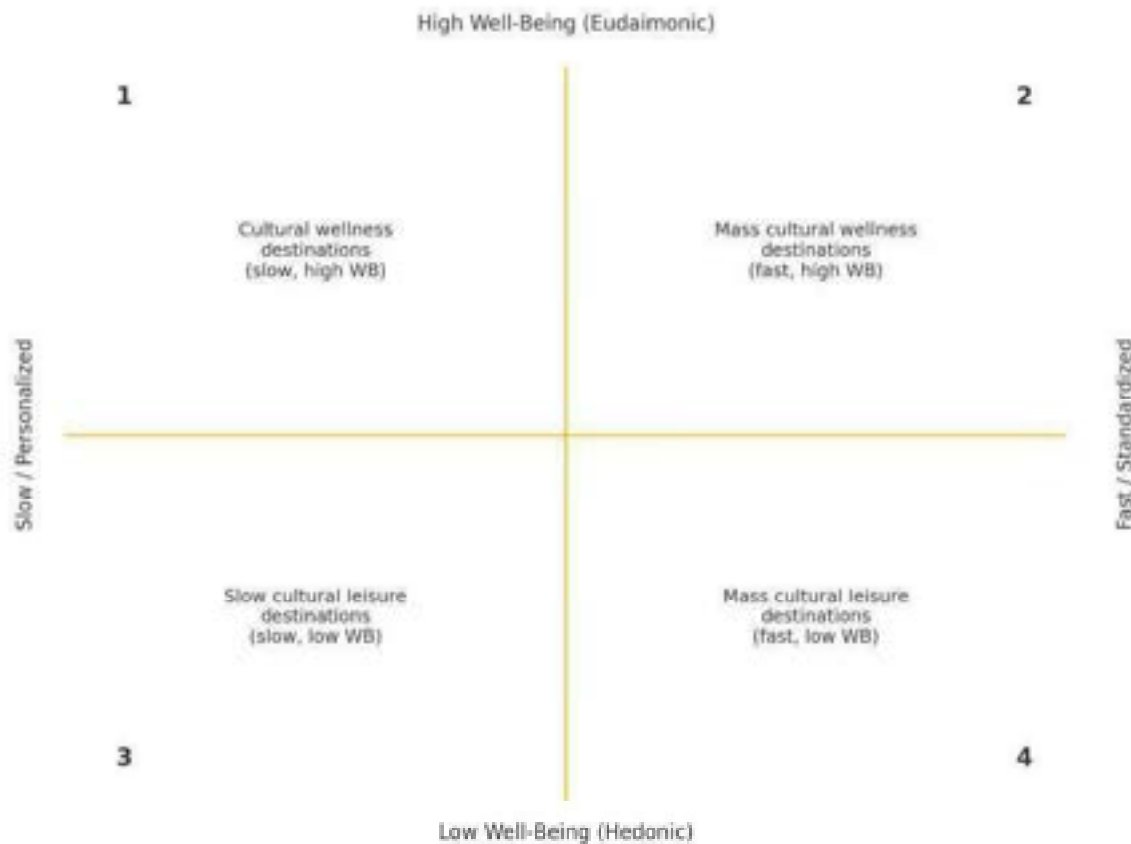 High Well-Being (Eudaimonic)
1
2
Cultural wellness
destinations
(slow, high WB)
Mass cultural wellness
destinations
(fast, high WB)
Slow / Personalized
Fast / Standardized
Slow cultural leisure
destinations
(slow, low WB)
Mass cultural leisure
destinations
(fast, low WB)
3
4
Low Well-Being (Hedonic)